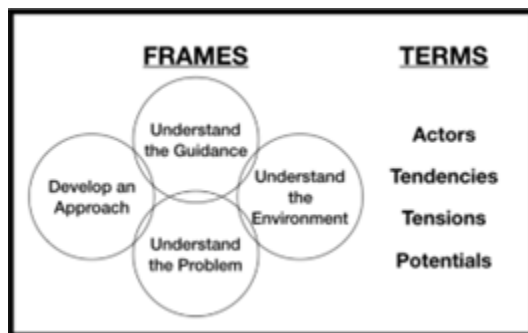 FRAMES
Understand
the Guidance
Develop an
Approach
Understand
the
Environment
Understand
the Problem
TERMS
Actors
Tendencies
Tensions
Potentials